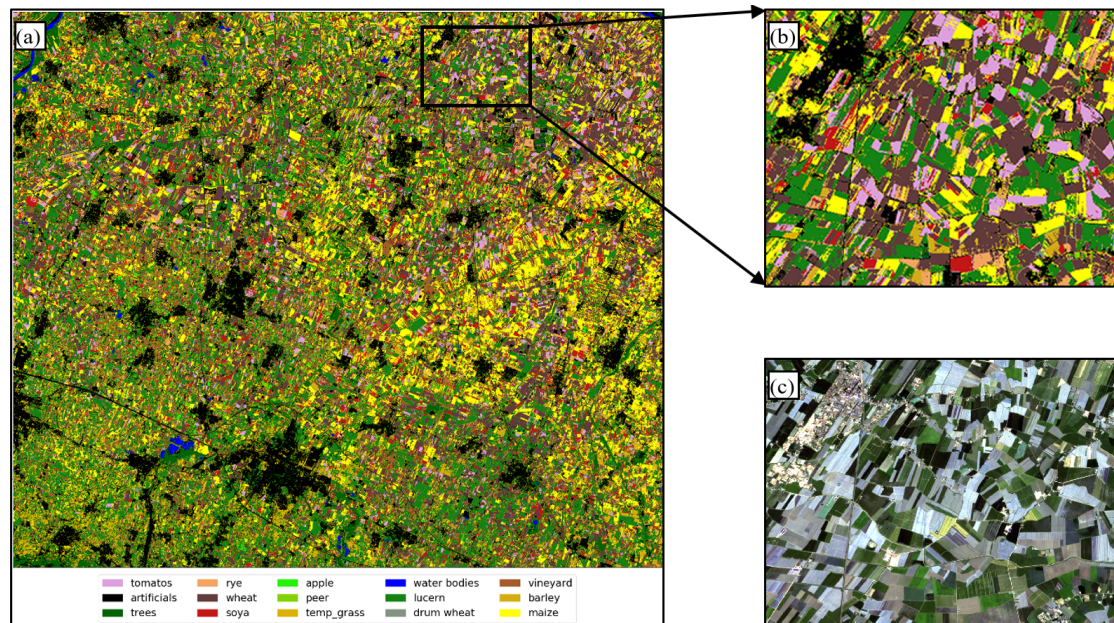 (a)
(b)
(c)
tomatos rye apple water bodies vineyard
artificials wheat peer lucern barley
trees soya temp_grass drum wheat maize